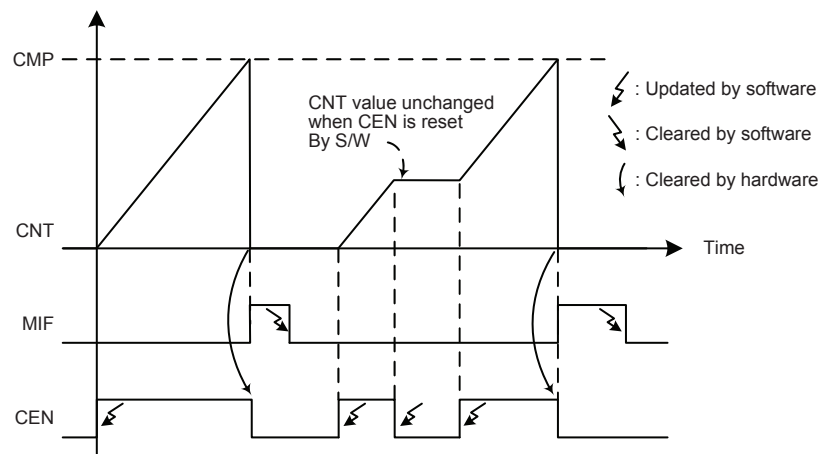 CMP
CNT value unchanged
when CEN is reset
By S/W
: Updated by software
: Cleared by software
: Cleared by hardware
CNT
Time
MIF
CEN